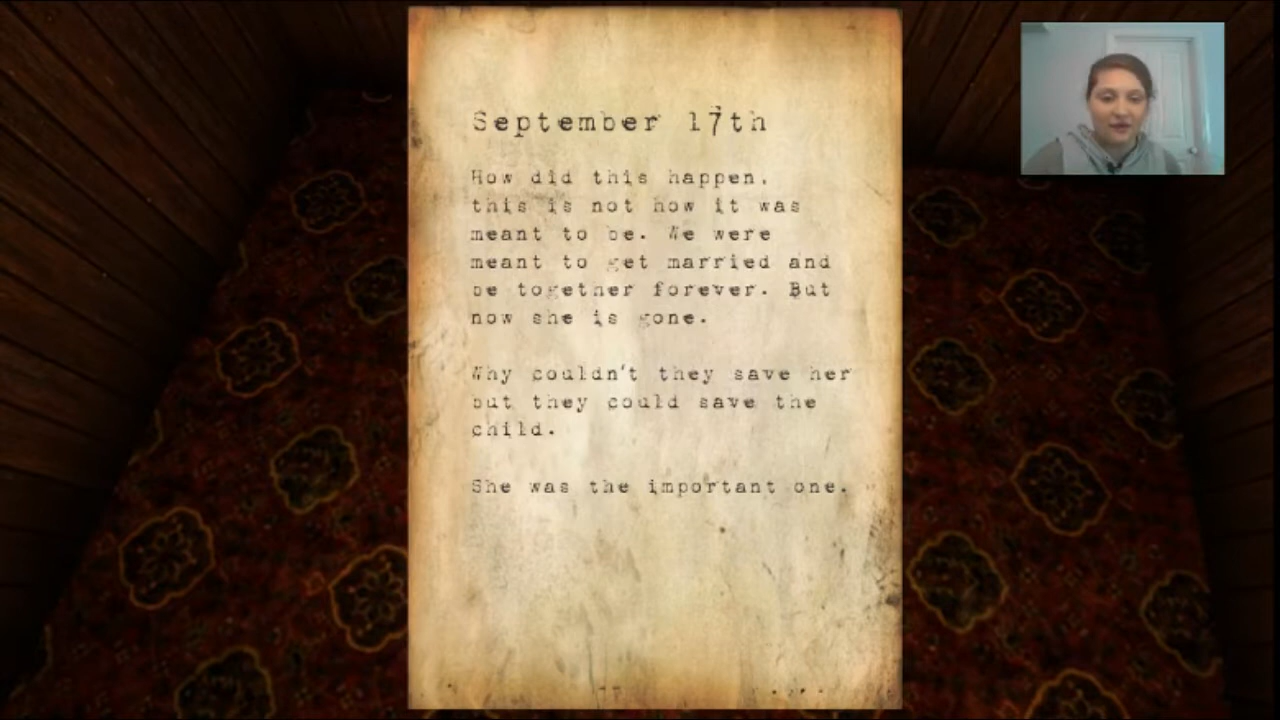 September 17th
How did this happen,
this is not how it was
meant to be. We were
meant to get married and
be together forever. But
now she is gone.
Why couldn't they save her
but they could save the
child.
She was the important one.